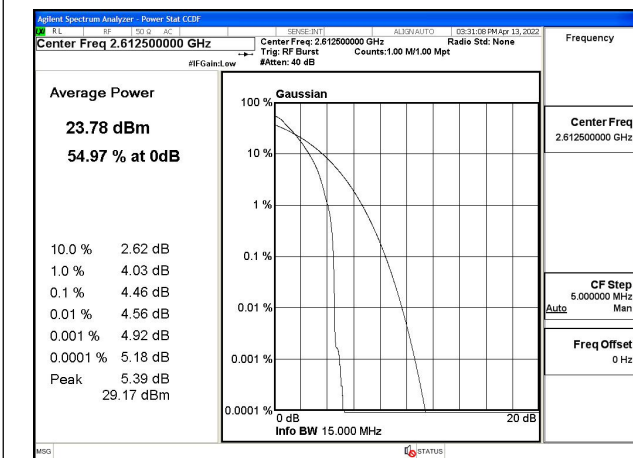 Agilent Spectrum Analyzer - Power Stat CCDF
RL RF 50 Ω AC SENSE:INT ALIGN AUTO 03:31:08 PM Apr 13, 2022
Center Freq 2.612500000 GHz
Center Freq: 2.612500000 GHz Radio Std: None
Trig: RF Burst Counts:1.00 M/1.00 Mpt
#IFGain:Low #Atten: 40 dB
Frequency
Average Power
23.78 dBm
54.97 % at 0dB
10.0 % 2.62 dB
1.0 % 4.03 dB
0.1 % 4.46 dB
0.01 % 4.56 dB
0.001 % 4.92 dB
0.0001 % 5.18 dB
Peak 5.39 dB
29.17 dBm
Gaussian
100 %
10 %
1 %
0.1 %
0.01 %
0.001 %
0.0001 %
0 dB 20 dB
Info BW 15.000 MHz
Center Freq
2.612500000 GHz
CF Step
5.000000 MHz
Auto Man
Freq Offset
0 Hz
MSG STATUS